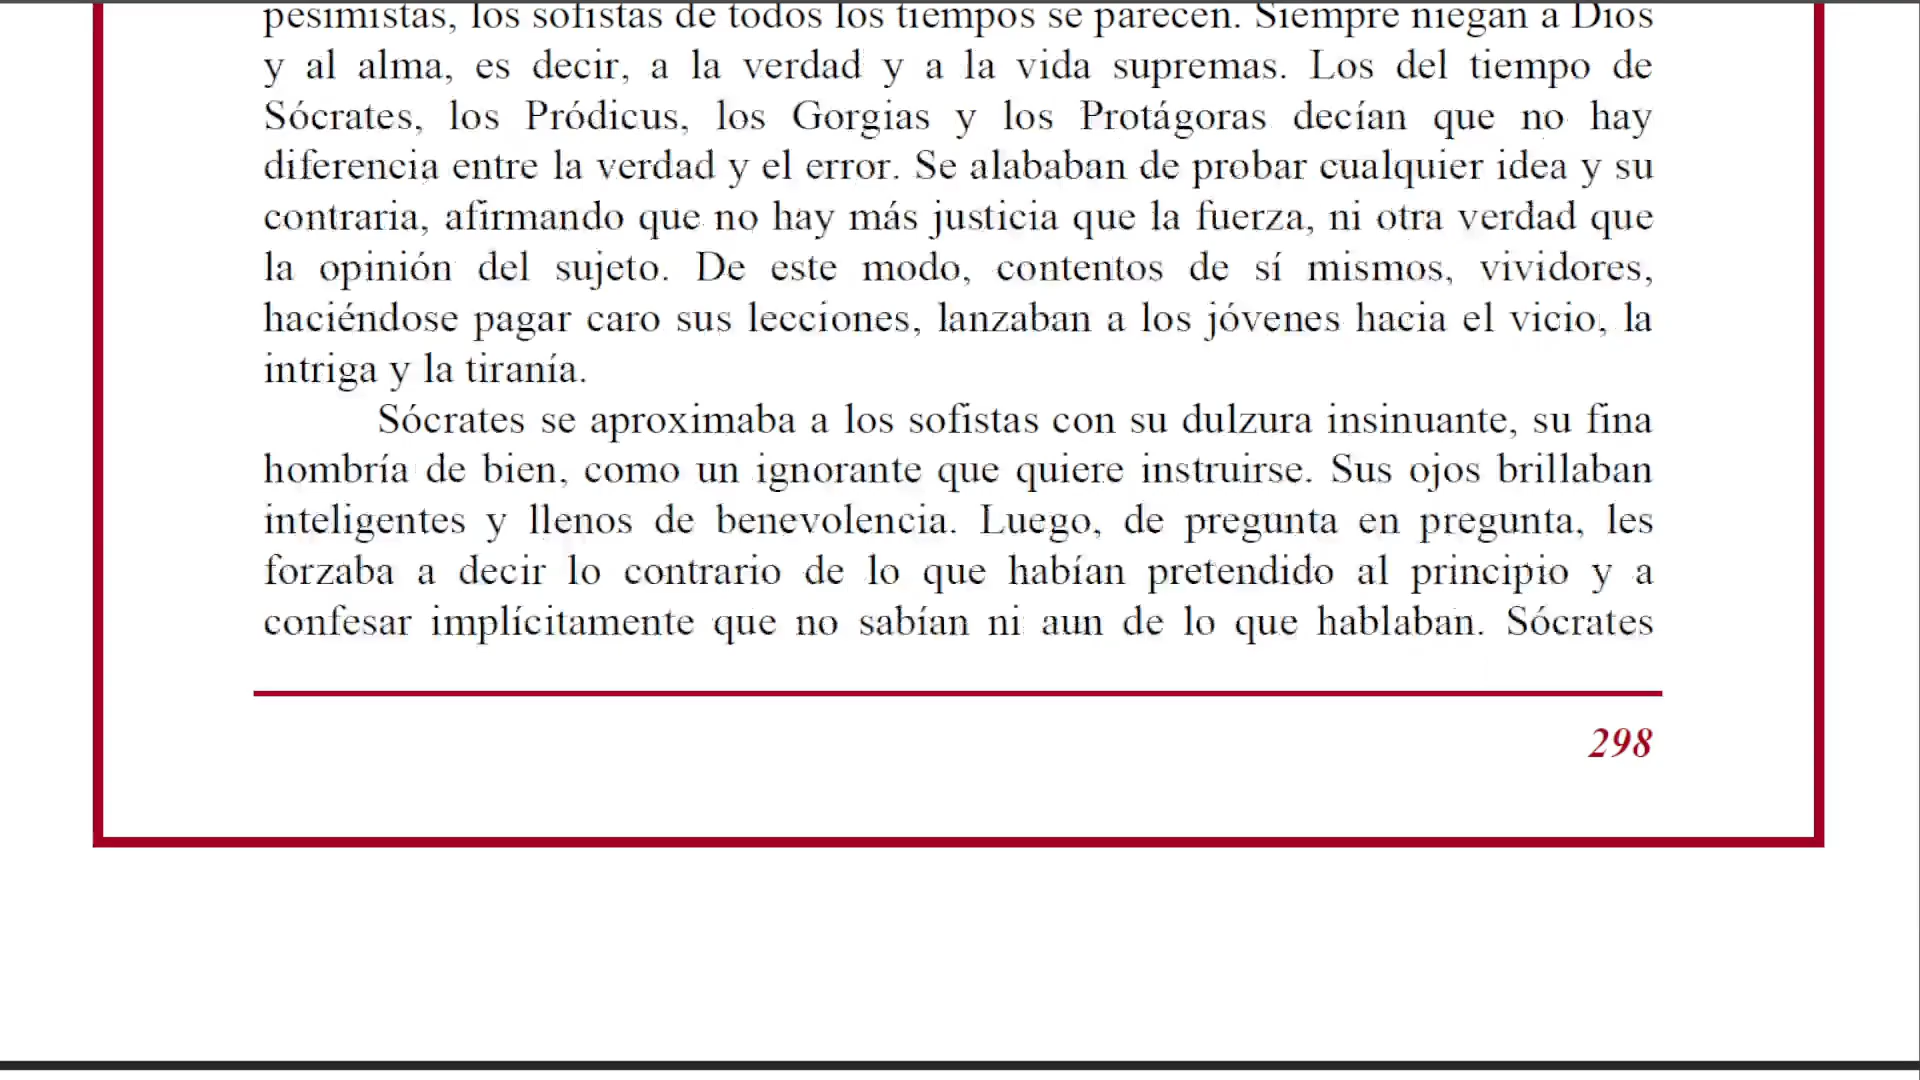 pesimistas, los sofistas de todos los tiempos se parecen. Siempre niegan a Dios
y al alma, es decir, a la verdad y a la vida supremas. Los del tiempo de
Sócrates, los Pródicus, los Gorgias y los Protágoras decían que no hay
diferencia entre la verdad y el error. Se alababan de probar cualquier idea y su
contraria, afirmando que no hay más justicia que la fuerza, ni otra verdad que
la opinión del sujeto. De este modo, contentos de sí mismos, vividores,
haciéndose pagar caro sus lecciones, lanzaban a los jóvenes hacia el vicio, la
intriga y la tiranía.
Sócrates se aproximaba a los sofistas con su dulzura insinuante, su fina
hombría de bien, como un ignorante que quiere instruirse. Sus ojos brillaban
inteligentes y llenos de benevolencia. Luego, de pregunta en pregunta, les
forzaba a decir lo contrario de lo que habían pretendido al principio y a
confesar implícitamente que no sabían ni aun de lo que hablaban. Sócrates
298